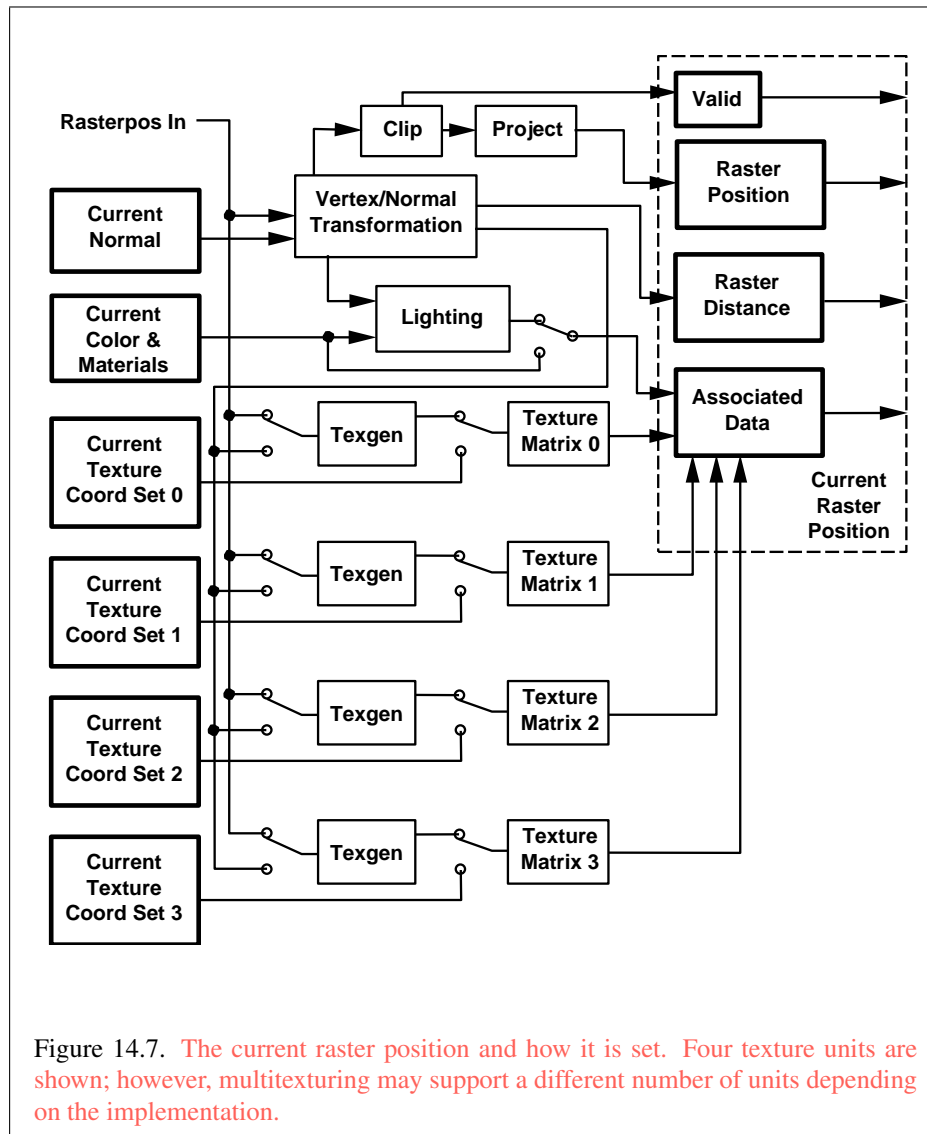 Rasterpos In
Clip
Project
Valid
Raster
Position
Current
Normal
Vertex/Normal
Transformation
Raster
Distance
Current
Color &
Materials
Lighting
Associated
Data
Current
Raster
Position
Current
Texture
Coord Set 0
Texgen
Texture
Matrix 0
Current
Texture
Coord Set 1
Texgen
Texture
Matrix 1
Current
Texture
Coord Set 2
Texgen
Texture
Matrix 2
Current
Texture
Coord Set 3
Texgen
Texture
Matrix 3
Figure 14.7. The current raster position and how it is set. Four texture units are
shown; however, multitexturing may support a different number of units depending
on the implementation.